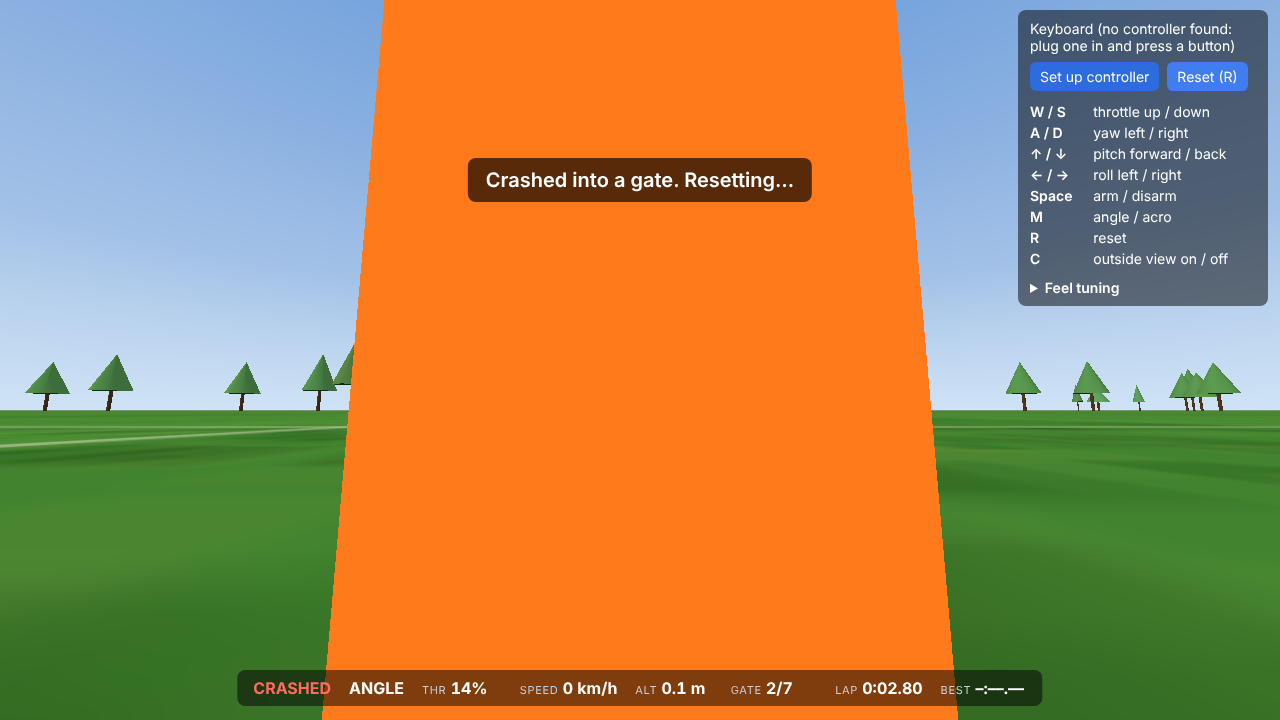 Keyboard (no controller found:
plug one in and press a button)
Set up controller Reset (R)
W / S throttle up / down
A / D yaw left / right
↑ / ↓ pitch forward / back
← / → roll left / right
Space arm / disarm
M angle / acro
R reset
C outside view on / off
▶ Feel tuning
Crashed into a gate. Resetting...
CRASHED ANGLE THR 14% SPEED 0 km/h ALT 0.1 m GATE 2/7 LAP 0:02.80 BEST –:––.––